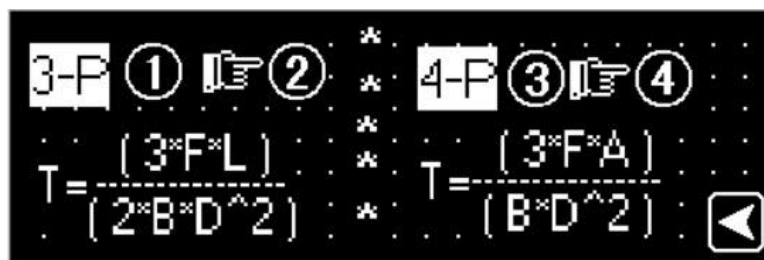 3-P ① ☞ ②
T=(3*F*L)/(2*B*D^2)
4-P ③ ☞ ④
T=(3*F*A)/(B*D^2)